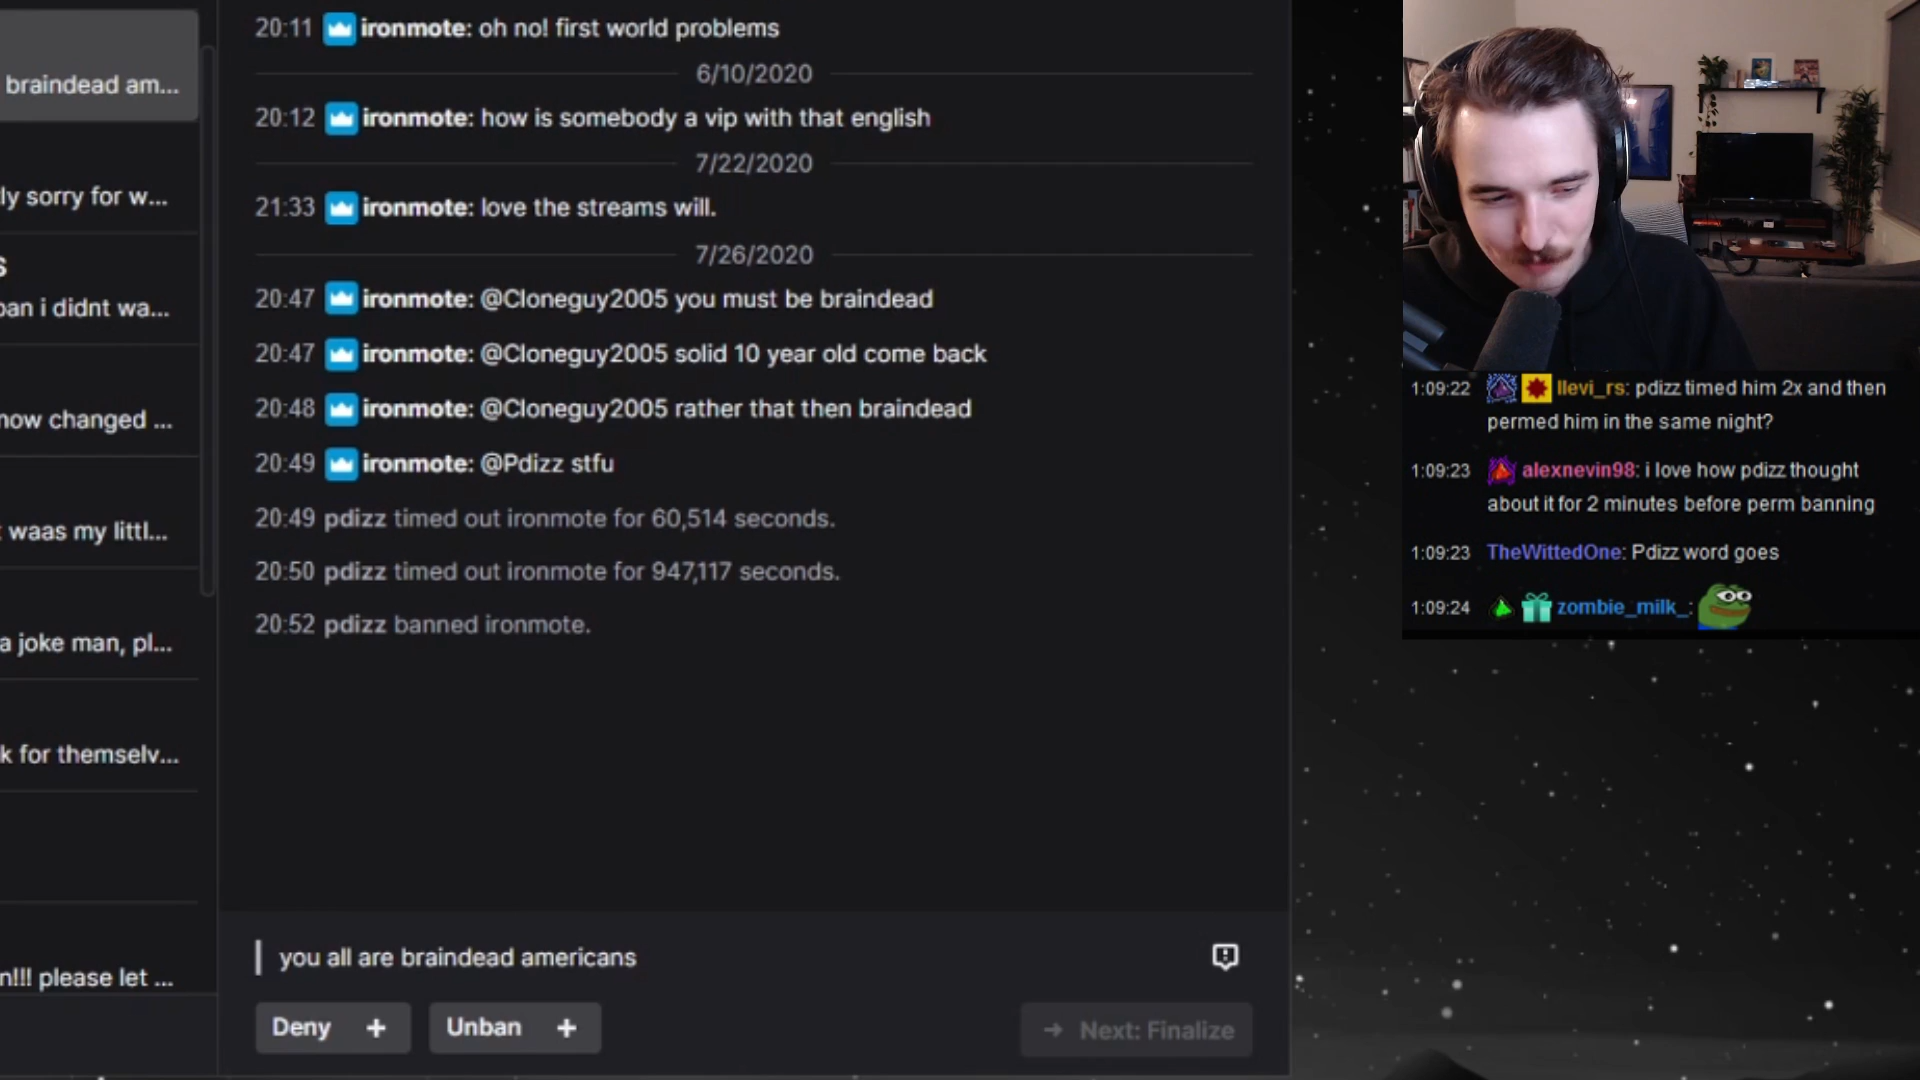 braindead am...
ly sorry for w...
S
pan i didnt wa...
now changed ...
t waas my littl...
a joke man, pl...
k for themselv...
n!!! please let ...
20:11 ironmote: oh no! first world problems
6/10/2020
20:12 ironmote: how is somebody a vip with that english
7/22/2020
21:33 ironmote: love the streams will.
7/26/2020
20:47 ironmote: @Cloneguy2005 you must be braindead
20:47 ironmote: @Cloneguy2005 solid 10 year old come back
20:48 ironmote: @Cloneguy2005 rather that then braindead
20:49 ironmote: @Pdizz stfu
20:49 pdizz timed out ironmote for 60,514 seconds.
20:50 pdizz timed out ironmote for 947,117 seconds.
20:52 pdizz banned ironmote.
you all are braindead americans
Deny +
Unban +
Next: Finalize
1:09:22 llevi_rs: pdizz timed him 2x and then
permed him in the same night?
1:09:23 alexnevin98: i love how pdizz thought
about it for 2 minutes before perm banning
1:09:23 TheWittedOne: Pdizz word goes
1:09:24 zombie_milk_: